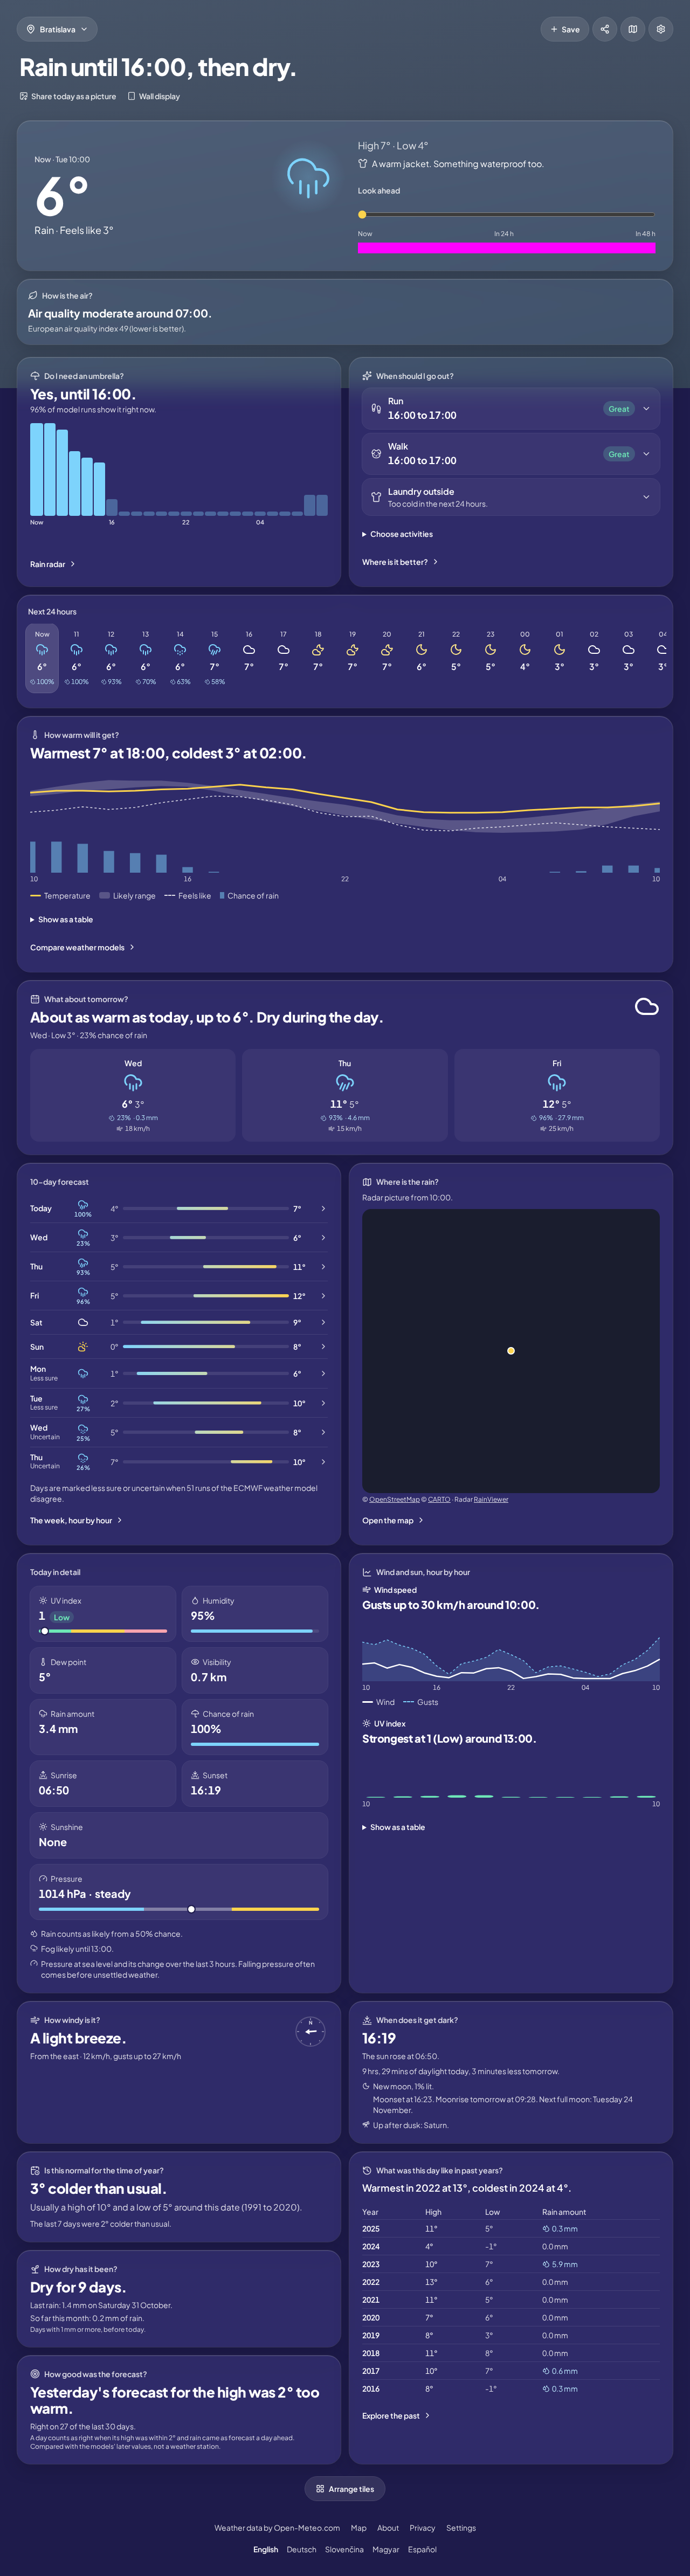 Bratislava
Save
Rain until 16:00, then dry.
Share today as a picture
Wall display
Now · Tue 10:00
6°
Rain · Feels like 3°
High 7° · Low 4°
A warm jacket. Something waterproof too.
Look ahead
Now In 24 h In 48 h
How is the air?
Air quality moderate around 07:00.
European air quality index 49 (lower is better).
Do I need an umbrella?
Yes, until 16:00.
96% of model runs show it right now.
Now 16 22 04
Rain radar
When should I go out?
Run
16:00 to 17:00
Great
Walk
16:00 to 17:00
Great
Laundry outside
Too cold in the next 24 hours.
Choose activities
Where is it better?
Next 24 hours
Now 11 12 13 14 15 16 17 18 19 20 21 22 23 00 01 02 03 04
6° 6° 6° 6° 6° 7° 7° 7° 7° 7° 7° 6° 5° 5° 4° 3° 3° 3° 3°
100% 100% 93% 70% 63% 58%
How warm will it get?
Warmest 7° at 18:00, coldest 3° at 02:00.
10 16 22 04 10
Temperature Likely range Feels like Chance of rain
Show as a table
Compare weather models
What about tomorrow?
About as warm as today, up to 6°. Dry during the day.
Wed · Low 3° · 23% chance of rain
Wed
6° 3°
23% · 0.3 mm
18 km/h
Thu
11° 5°
93% · 4.6 mm
15 km/h
Fri
12° 5°
96% · 27.9 mm
25 km/h
10-day forecast
Today 100% 4° 7°
Wed 23% 3° 6°
Thu 93% 5° 11°
Fri 96% 5° 12°
Sat 1° 9°
Sun 0° 8°
Mon
Less sure
1° 6°
Tue
Less sure
27% 2° 10°
Wed
Uncertain
25% 5° 8°
Thu
Uncertain
26% 7° 10°
Days are marked less sure or uncertain when 51 runs of the ECMWF weather model
disagree.
The week, hour by hour
Where is the rain?
Radar picture from 10:00.
© OpenStreetMap © CARTO · Radar RainViewer
Open the map
Today in detail
UV index
1 Low
Humidity
95%
Dew point
5°
Visibility
0.7 km
Rain amount
3.4 mm
Chance of rain
100%
Sunrise
06:50
Sunset
16:19
Sunshine
None
Pressure
1014 hPa · steady
Rain counts as likely from a 50% chance.
Fog likely until 13:00.
Pressure at sea level and its change over the last 3 hours. Falling pressure often
comes before unsettled weather.
Wind and sun, hour by hour
Wind speed
Gusts up to 30 km/h around 10:00.
10 16 22 04 10
Wind Gusts
UV index
Strongest at 1 (Low) around 13:00.
10 10
Show as a table
How windy is it?
A light breeze.
From the east · 12 km/h, gusts up to 27 km/h
N
When does it get dark?
16:19
The sun rose at 06:50.
9 hrs, 29 mins of daylight today, 3 minutes less tomorrow.
New moon, 1% lit.
Moonset at 16:23. Moonrise tomorrow at 09:28. Next full moon: Tuesday 24
November.
Up after dusk: Saturn.
Is this normal for the time of year?
3° colder than usual.
Usually a high of 10° and a low of 5° around this date (1991 to 2020).
The last 7 days were 2° colder than usual.
How dry has it been?
Dry for 9 days.
Last rain: 1.4 mm on Saturday 31 October.
So far this month: 0.2 mm of rain.
Days with 1 mm or more, before today.
How good was the forecast?
Yesterday's forecast for the high was 2° too
warm.
Right on 27 of the last 30 days.
A day counts as right when its high was within 2° and rain came as forecast a day ahead.
Compared with the models' later values, not a weather station.
What was this day like in past years?
Warmest in 2022 at 13°, coldest in 2024 at 4°.
Year High Low Rain amount
2025 11° 5° 0.3 mm
2024 4° -1° 0.0 mm
2023 10° 7° 5.9 mm
2022 13° 6° 0.0 mm
2021 11° 5° 0.0 mm
2020 7° 6° 0.0 mm
2019 8° 3° 0.0 mm
2018 11° 8° 0.0 mm
2017 10° 7° 0.6 mm
2016 8° -1° 0.3 mm
Explore the past
Arrange tiles
Weather data by Open-Meteo.com Map About Privacy Settings
English Deutsch Slovenčina Magyar Español